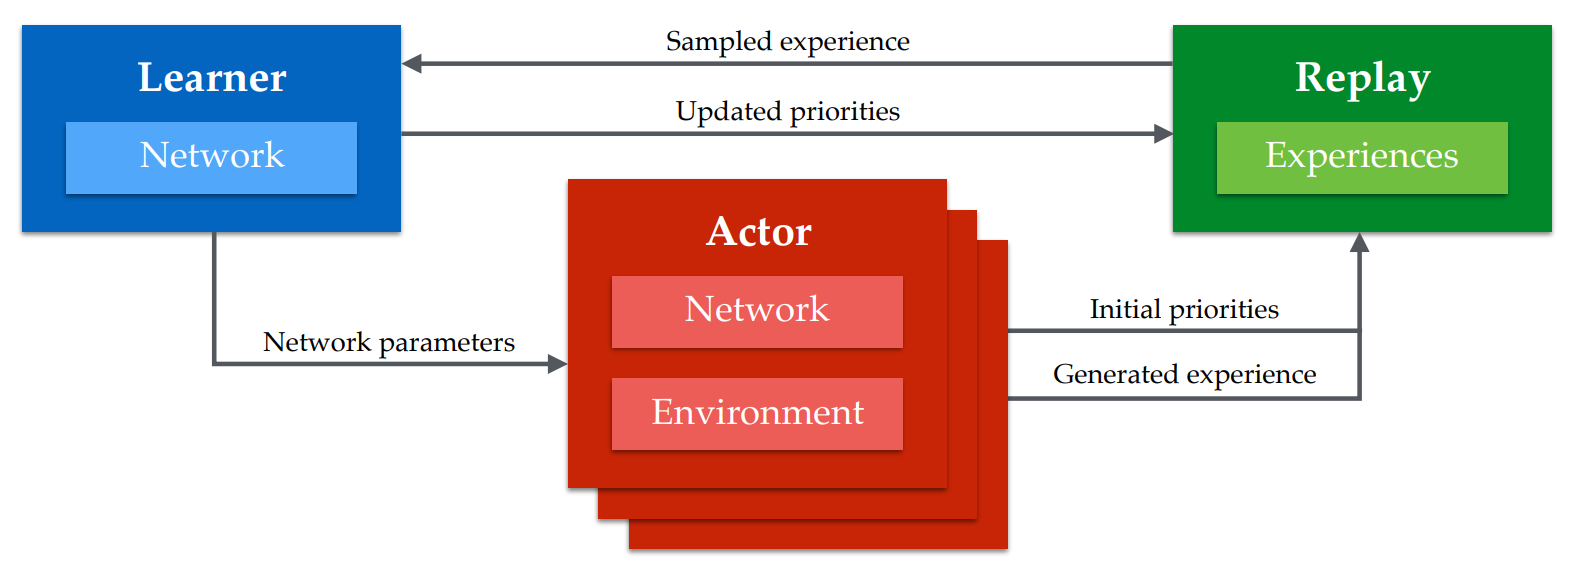 Learner
Network
Sampled experience
Updated priorities
Replay
Experiences
Actor
Network
Environment
Network parameters
Initial priorities
Generated experience